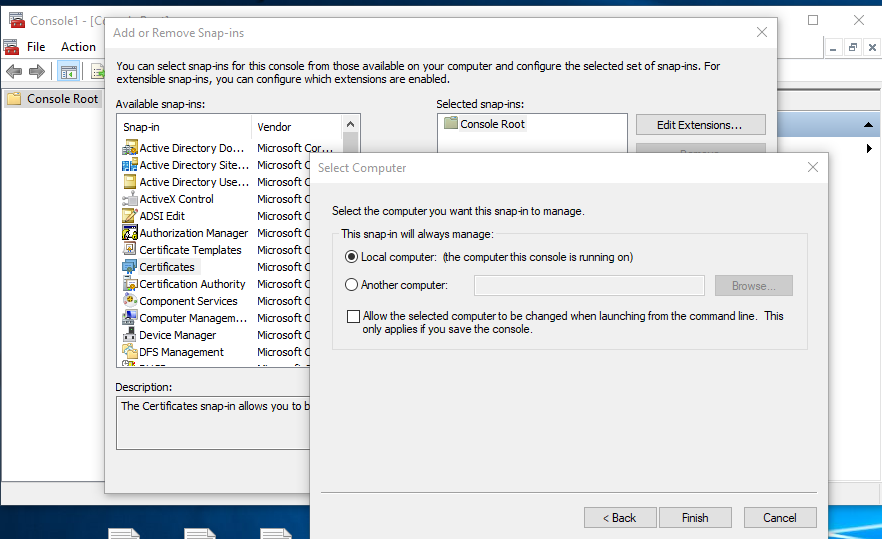 Console1 - [Co
Add or Remove Snap-ins
File Action
You can select snap-ins for this console from those available on your computer and configure the selected set of snap-ins. For
extensible snap-ins, you can configure which extensions are enabled.
Console Root
Available snap-ins:
Selected snap-ins:
Snap-in Vendor
Console Root
Edit Extensions...
Active Directory Do... Microsoft Cor...
Active Directory Site... Microsoft C
Active Directory Use... Microsoft C
ActiveX Control Microsoft C
ADSI Edit Microsoft C
Authorization Manager Microsoft C
Certificate Templates Microsoft C
Certificates Microsoft C
Certification Authority Microsoft C
Component Services Microsoft C
Computer Managem... Microsoft C
Device Manager Microsoft C
DFS Management Microsoft C
Description:
The Certificates snap-in allows you to b
Select Computer
Select the computer you want this snap-in to manage.
This snap-in will always manage:
Local computer: (the computer this console is running on)
Another computer:
Browse...
Allow the selected computer to be changed when launching from the command line. This
only applies if you save the console.
< Back Finish Cancel